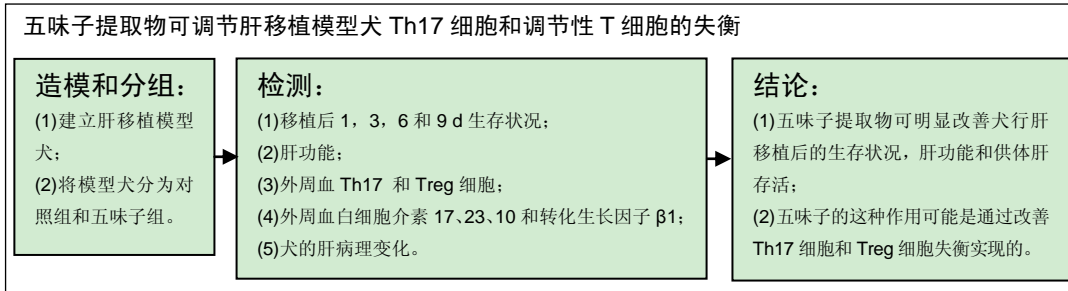 五味子提取物可调节肝移植模型犬 Th17 细胞和调节性 T 细胞的失衡
造模和分组：
(1)建立肝移植模型
犬；
(2)将模型犬分为对
照组和五味子组。
检测：
(1)移植后 1，3，6 和 9 d 生存状况；
(2)肝功能；
(3)外周血 Th17 和 Treg 细胞；
(4)外周血白细胞介素 17、23、10 和转化生长因子 β1；
(5)犬的肝病理变化。
结论：
(1)五味子提取物可明显改善犬行肝
移植后的生存状况，肝功能和供体肝
存活；
(2)五味子的这种作用可能是通过改善
Th17 细胞和 Treg 细胞失衡实现的。